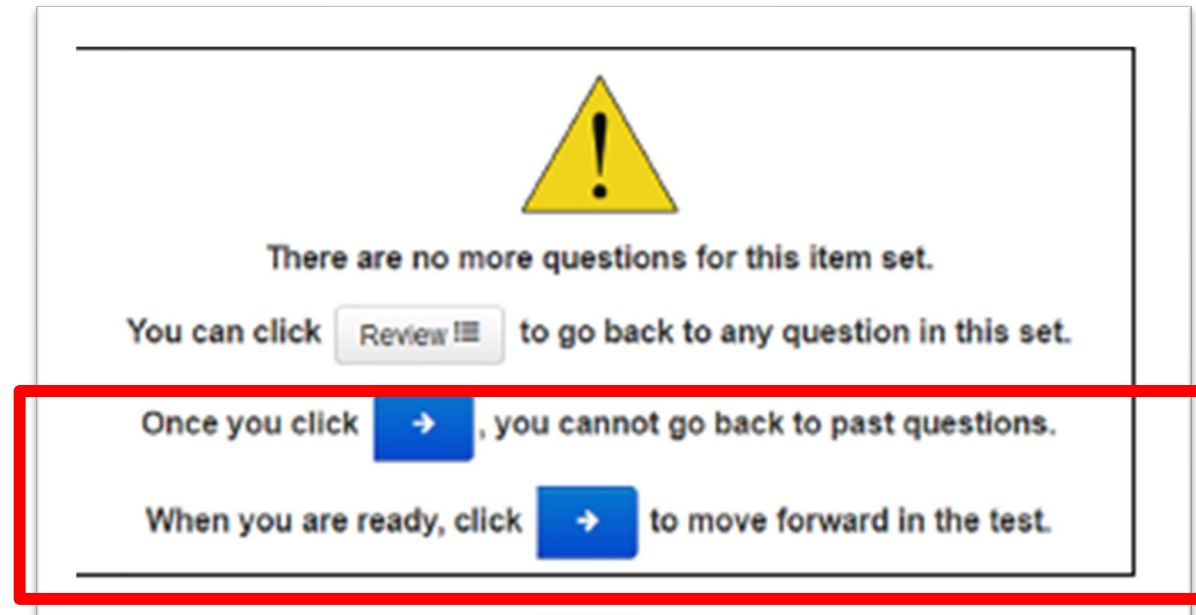 There are no more questions for this item set.
You can click Review to go back to any question in this set.
Once you click →, you cannot go back to past questions.
When you are ready, click → to move forward in the test.